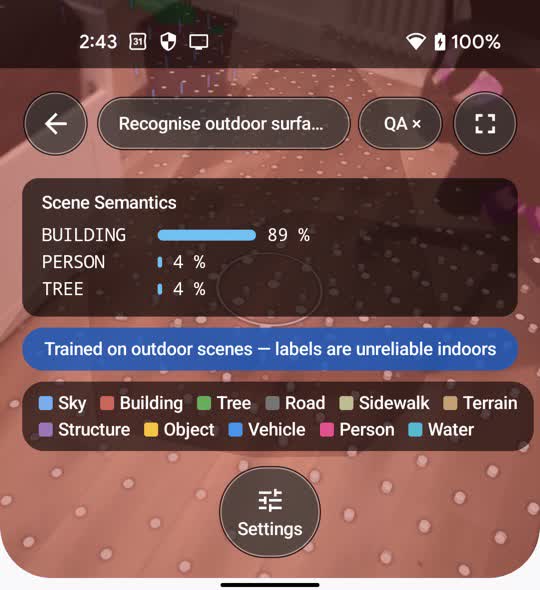 2:43 31 100%
Recognise outdoor surfa... QA ×
Scene Semantics
BUILDING 89 %
PERSON 4 %
TREE 4 %
Trained on outdoor scenes — labels are unreliable indoors
Sky Building Tree Road Sidewalk Terrain
Structure Object Vehicle Person Water
Settings